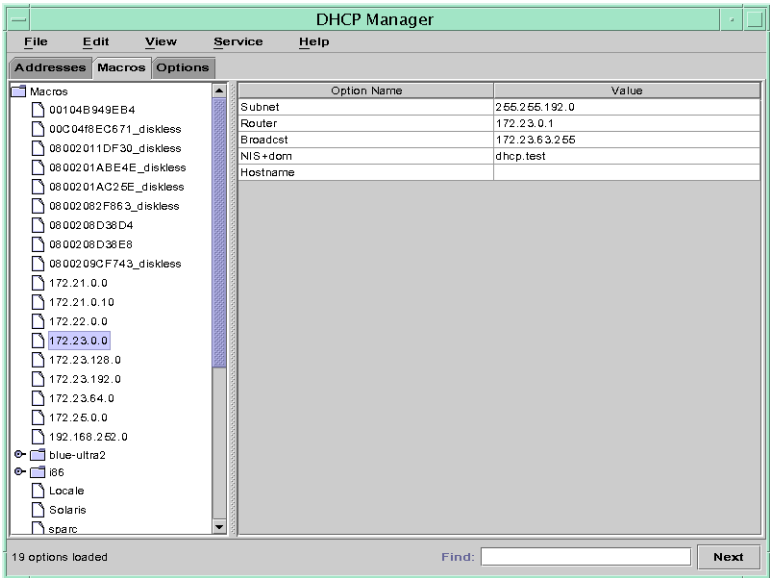 DHCP Manager
File Edit View Service Help
Addresses Macros Options
Macros
00104B949EB4
00C04f8EC671_diskless
08002011DF30_diskless
0800201ABE4E_diskless
0800201AC25E_diskless
08002082F863_diskless
0800208D38D4
0800208D38E8
0800209CF743_diskless
172.21.0.0
172.21.0.10
172.22.0.0
172.23.0.0
172.23.128.0
172.23.192.0
172.23.64.0
172.25.0.0
192.168.252.0
blue-ultra2
i86
Locale
Solaris
sparc
Option Name Value
Subnet 255.255.192.0
Router 172.23.0.1
Broadcst 172.23.63.255
NIS+dom dhcp.test
Hostname
19 options loaded
Find: Next